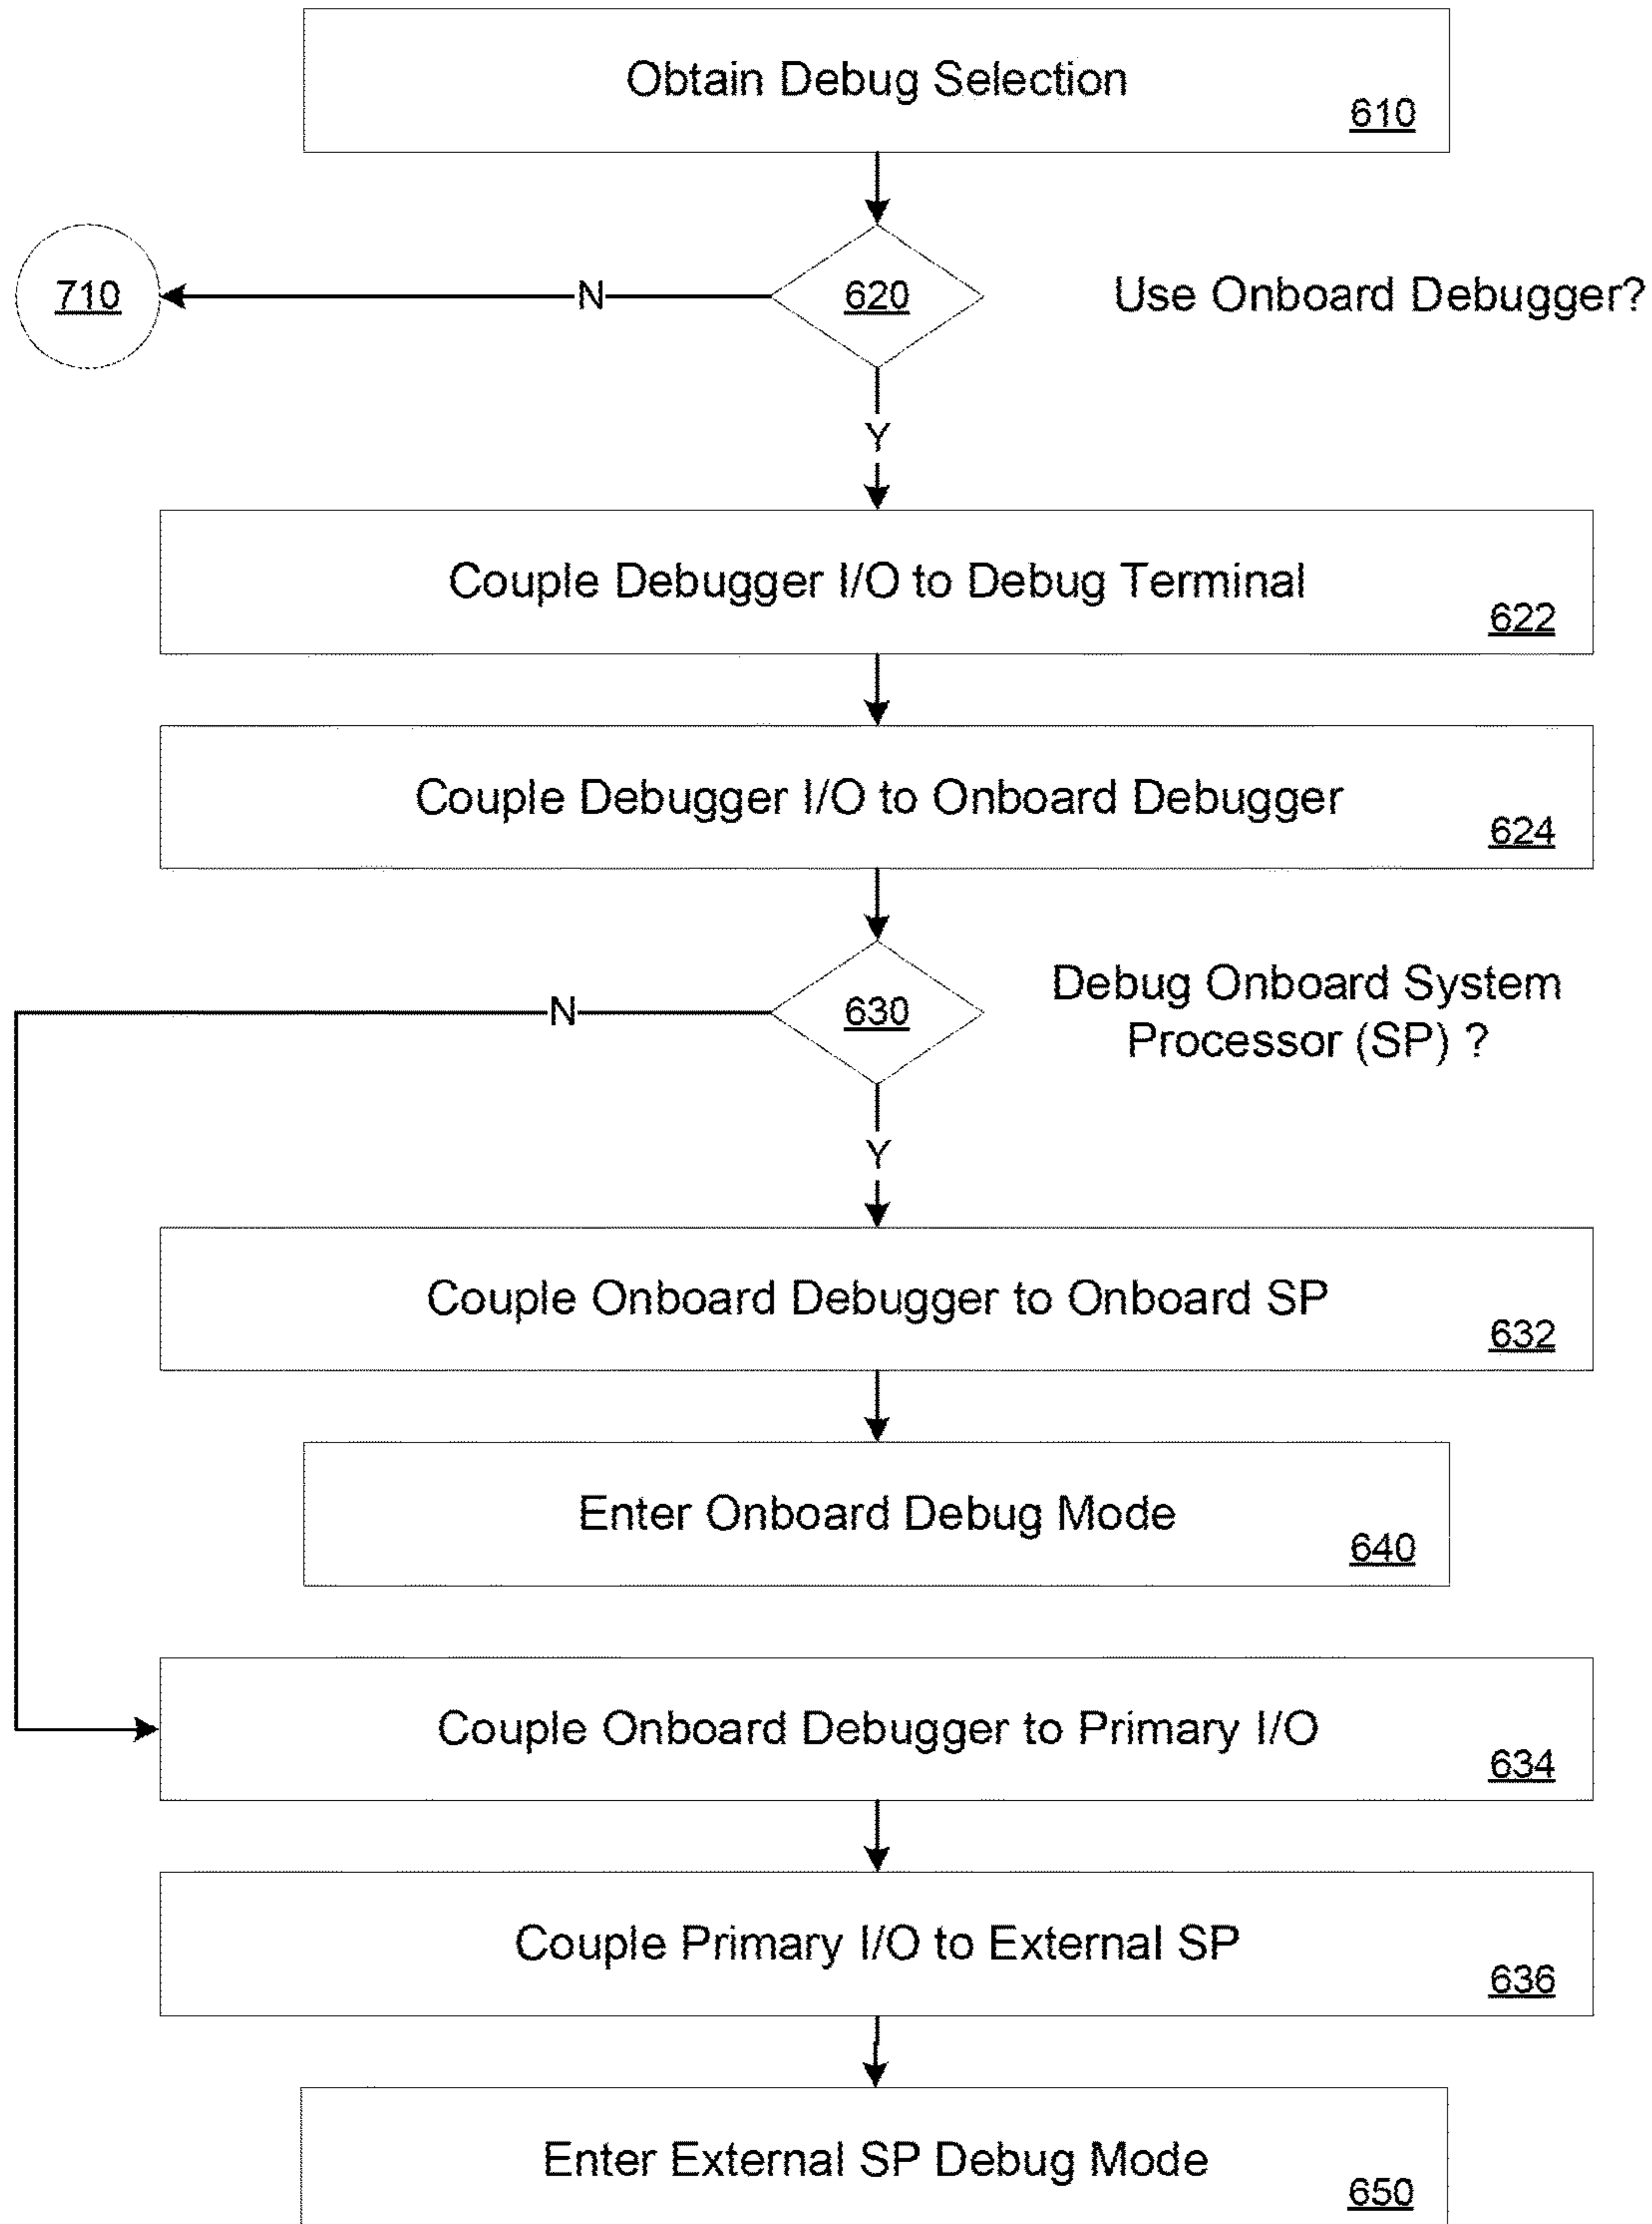 Obtain Debug Selection
610
710
N
620
Use Onboard Debugger?
Y
Couple Debugger I/O to Debug Terminal
622
Couple Debugger I/O to Onboard Debugger
624
N
630
Debug Onboard System
Processor (SP) ?
Y
Couple Onboard Debugger to Onboard SP
632
Enter Onboard Debug Mode
640
Couple Onboard Debugger to Primary I/O
634
Couple Primary I/O to External SP
636
Enter External SP Debug Mode
650